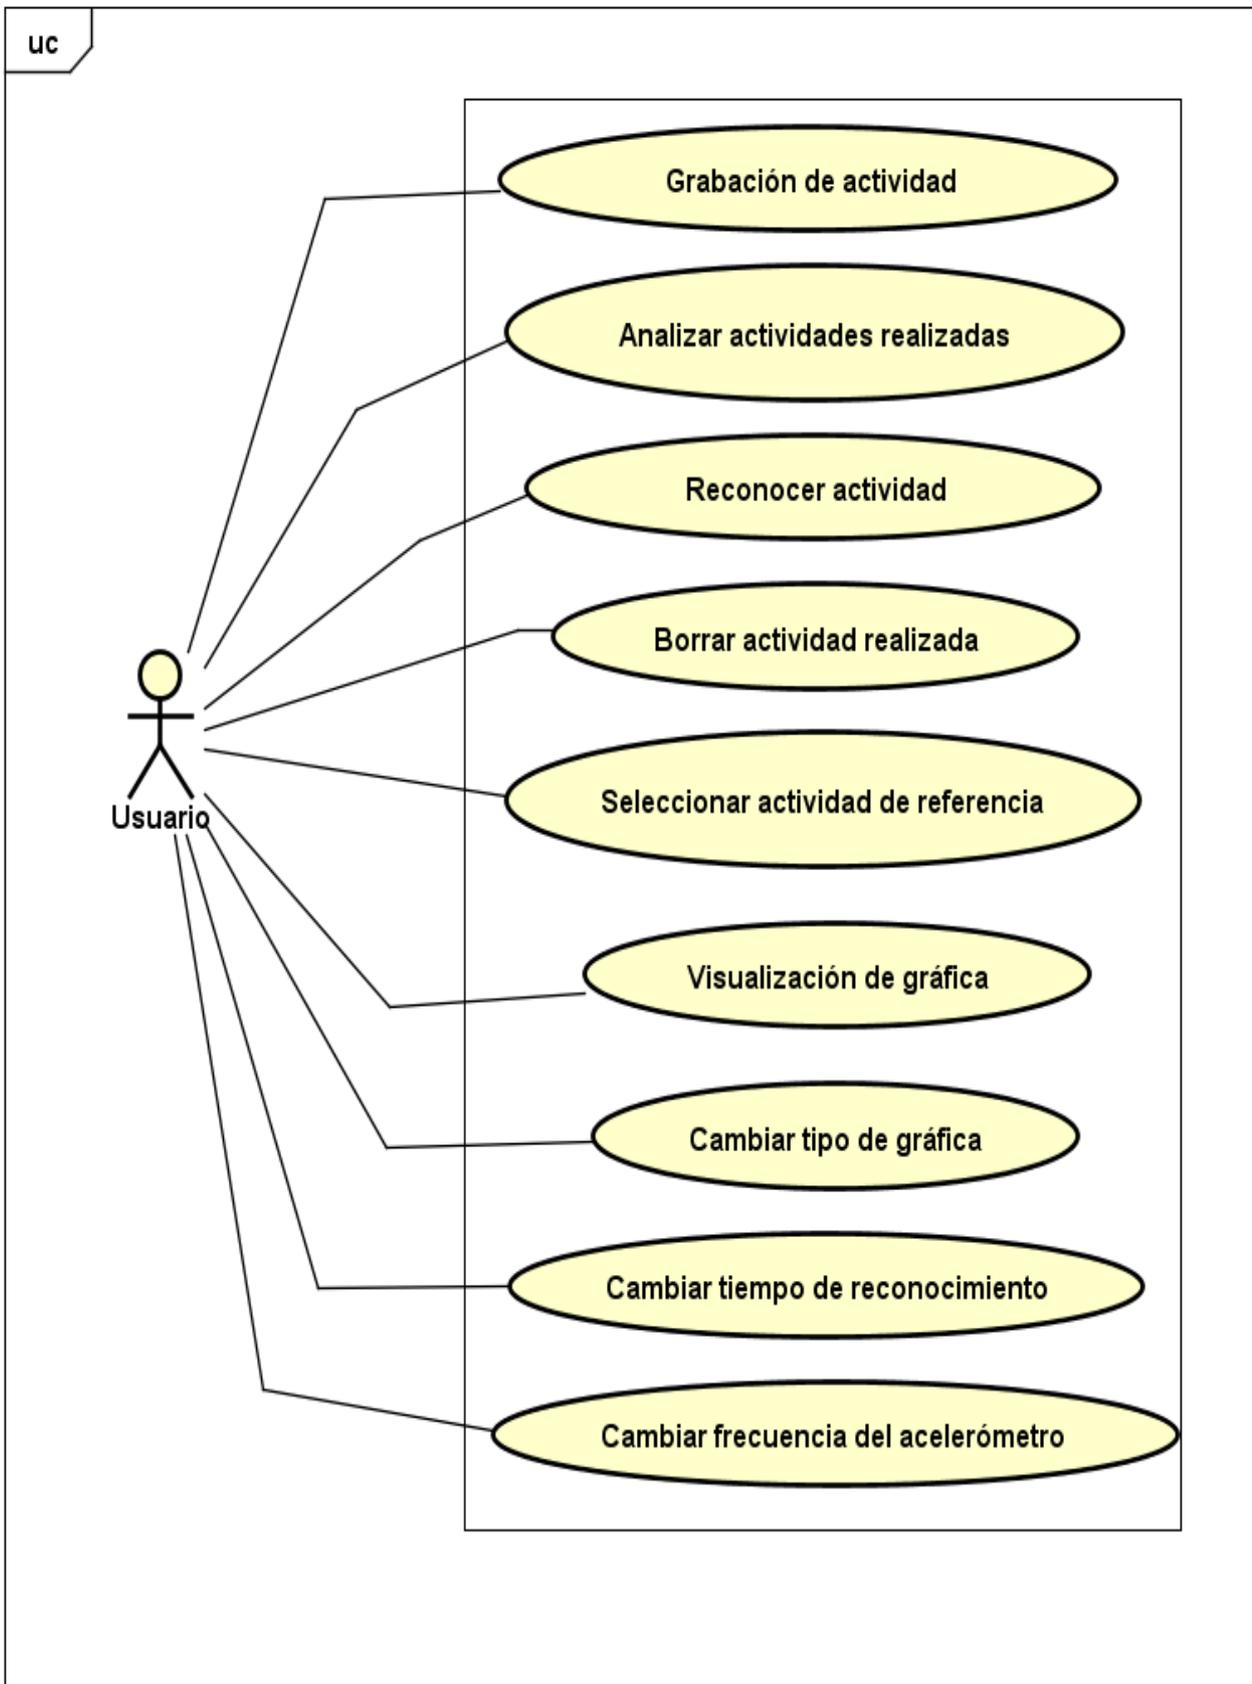 uc
Grabación de actividad
Analizar actividades realizadas
Reconocer actividad
Borrar actividad realizada
Seleccionar actividad de referencia
Usuario
Visualización de gráfica
Cambiar tipo de gráfica
Cambiar tiempo de reconocimiento
Cambiar frecuencia del acelerómetro